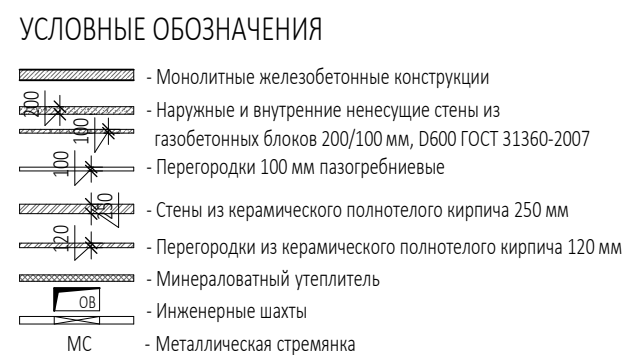 УСЛОВНЫЕ ОБОЗНАЧЕНИЯ
- Монолитные железобетонные конструкции
200 - Наружные и внутренние ненесущие стены из
100 газобетонных блоков 200/100 мм, D600 ГОСТ 31360-2007
100 - Перегородки 100 мм пазогребниевые
250 - Стены из керамического полнотелого кирпича 250 мм
120 - Перегородки из керамического полнотелого кирпича 120 мм
- Минераловатный утеплитель
ОВ
- Инженерные шахты
МС - Металлическая стремянка